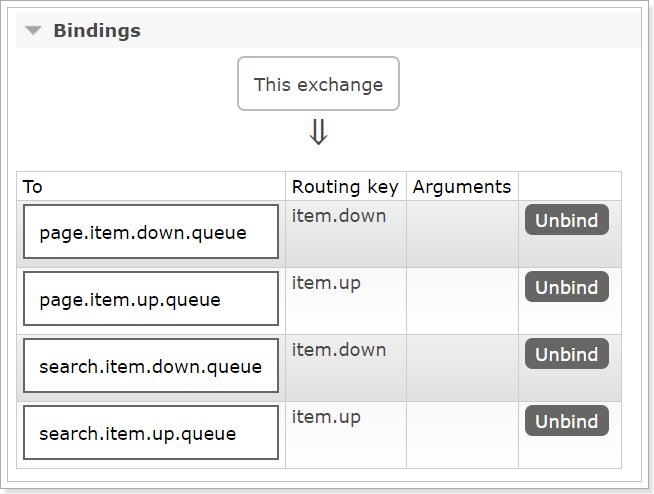 Bindings
This exchange
⇓
To Routing key Arguments
page.item.down.queue item.down Unbind
page.item.up.queue item.up Unbind
search.item.down.queue item.down Unbind
search.item.up.queue item.up Unbind